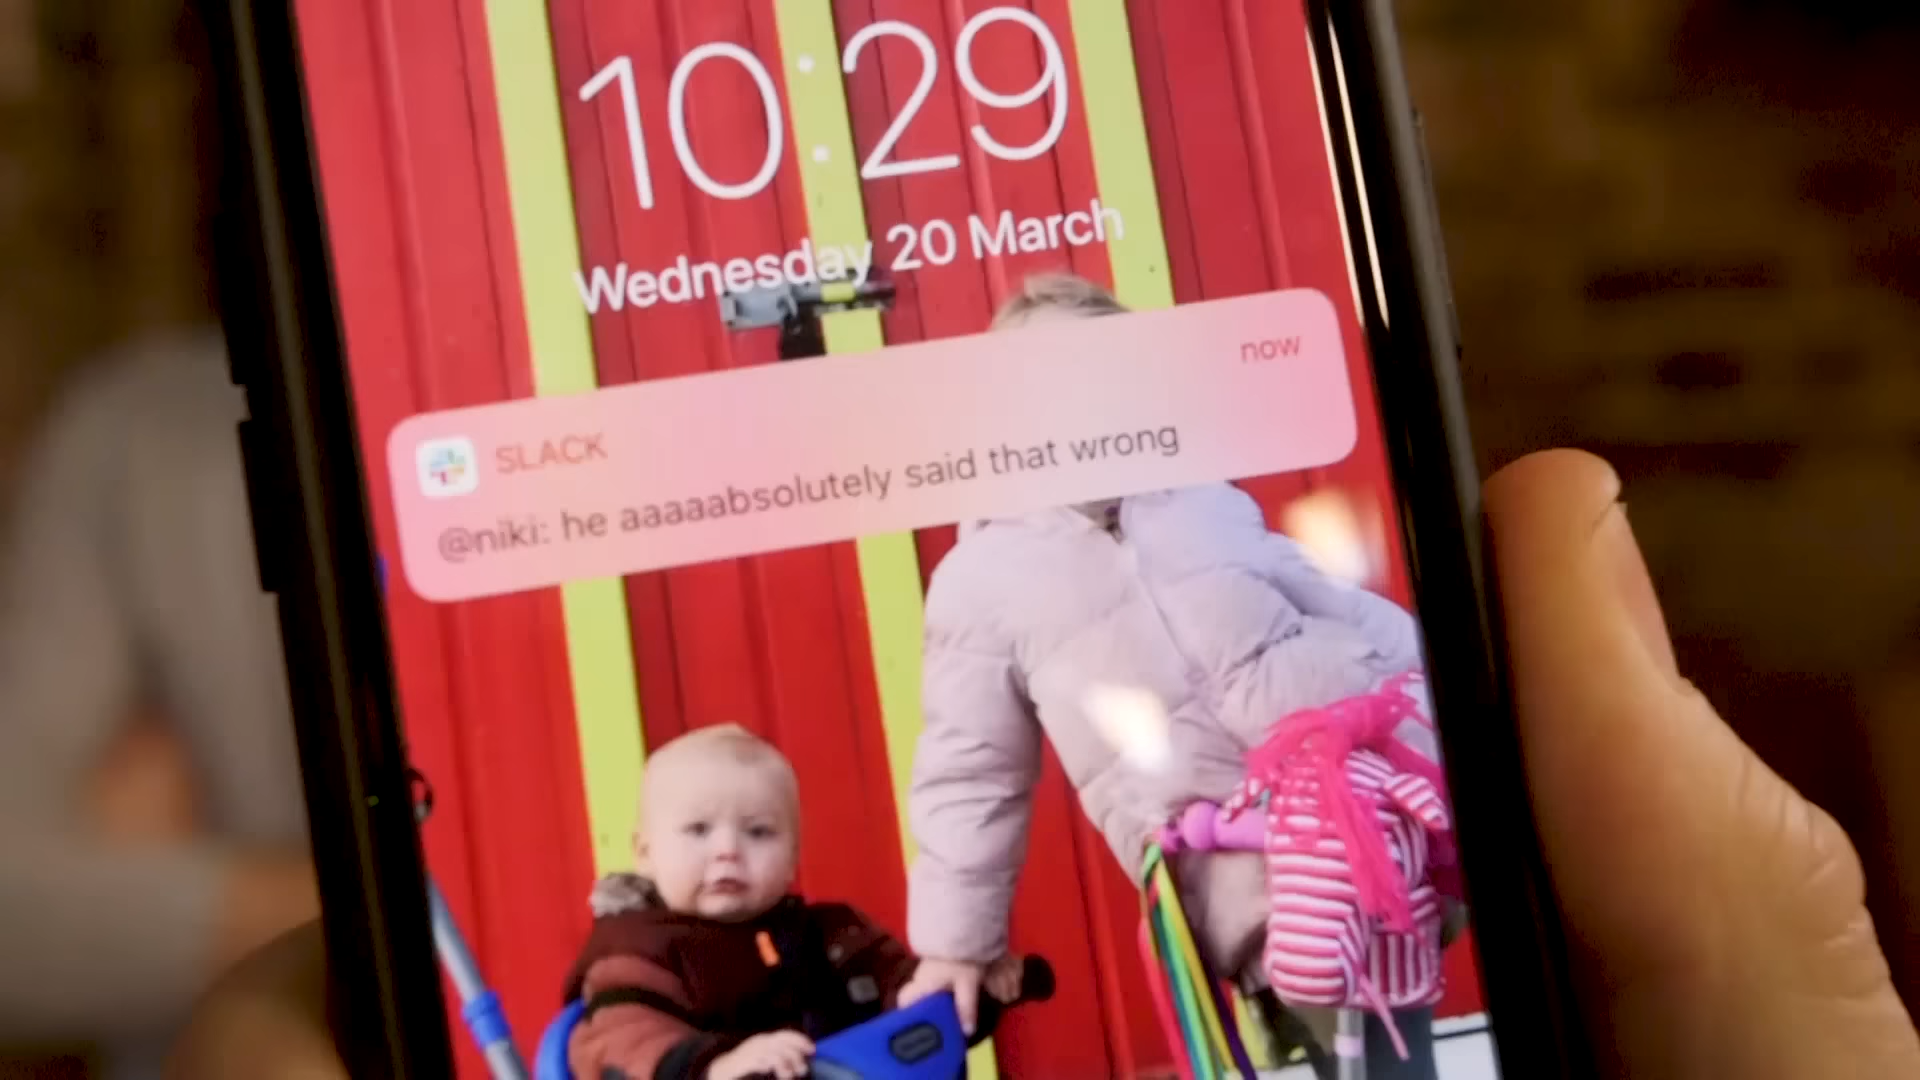 10:29
Wednesday 20 March
SLACK
now
@niki: he aaaaabsolutely said that wrong